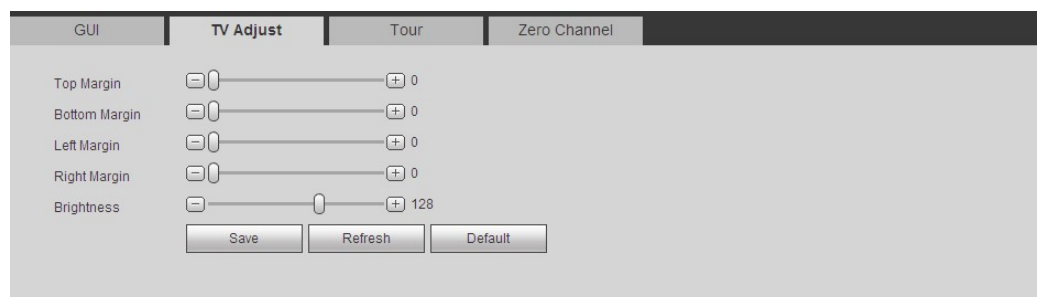 GUI TV Adjust Tour Zero Channel
Top Margin 0
Bottom Margin 0
Left Margin 0
Right Margin 0
Brightness 128
Save Refresh Default